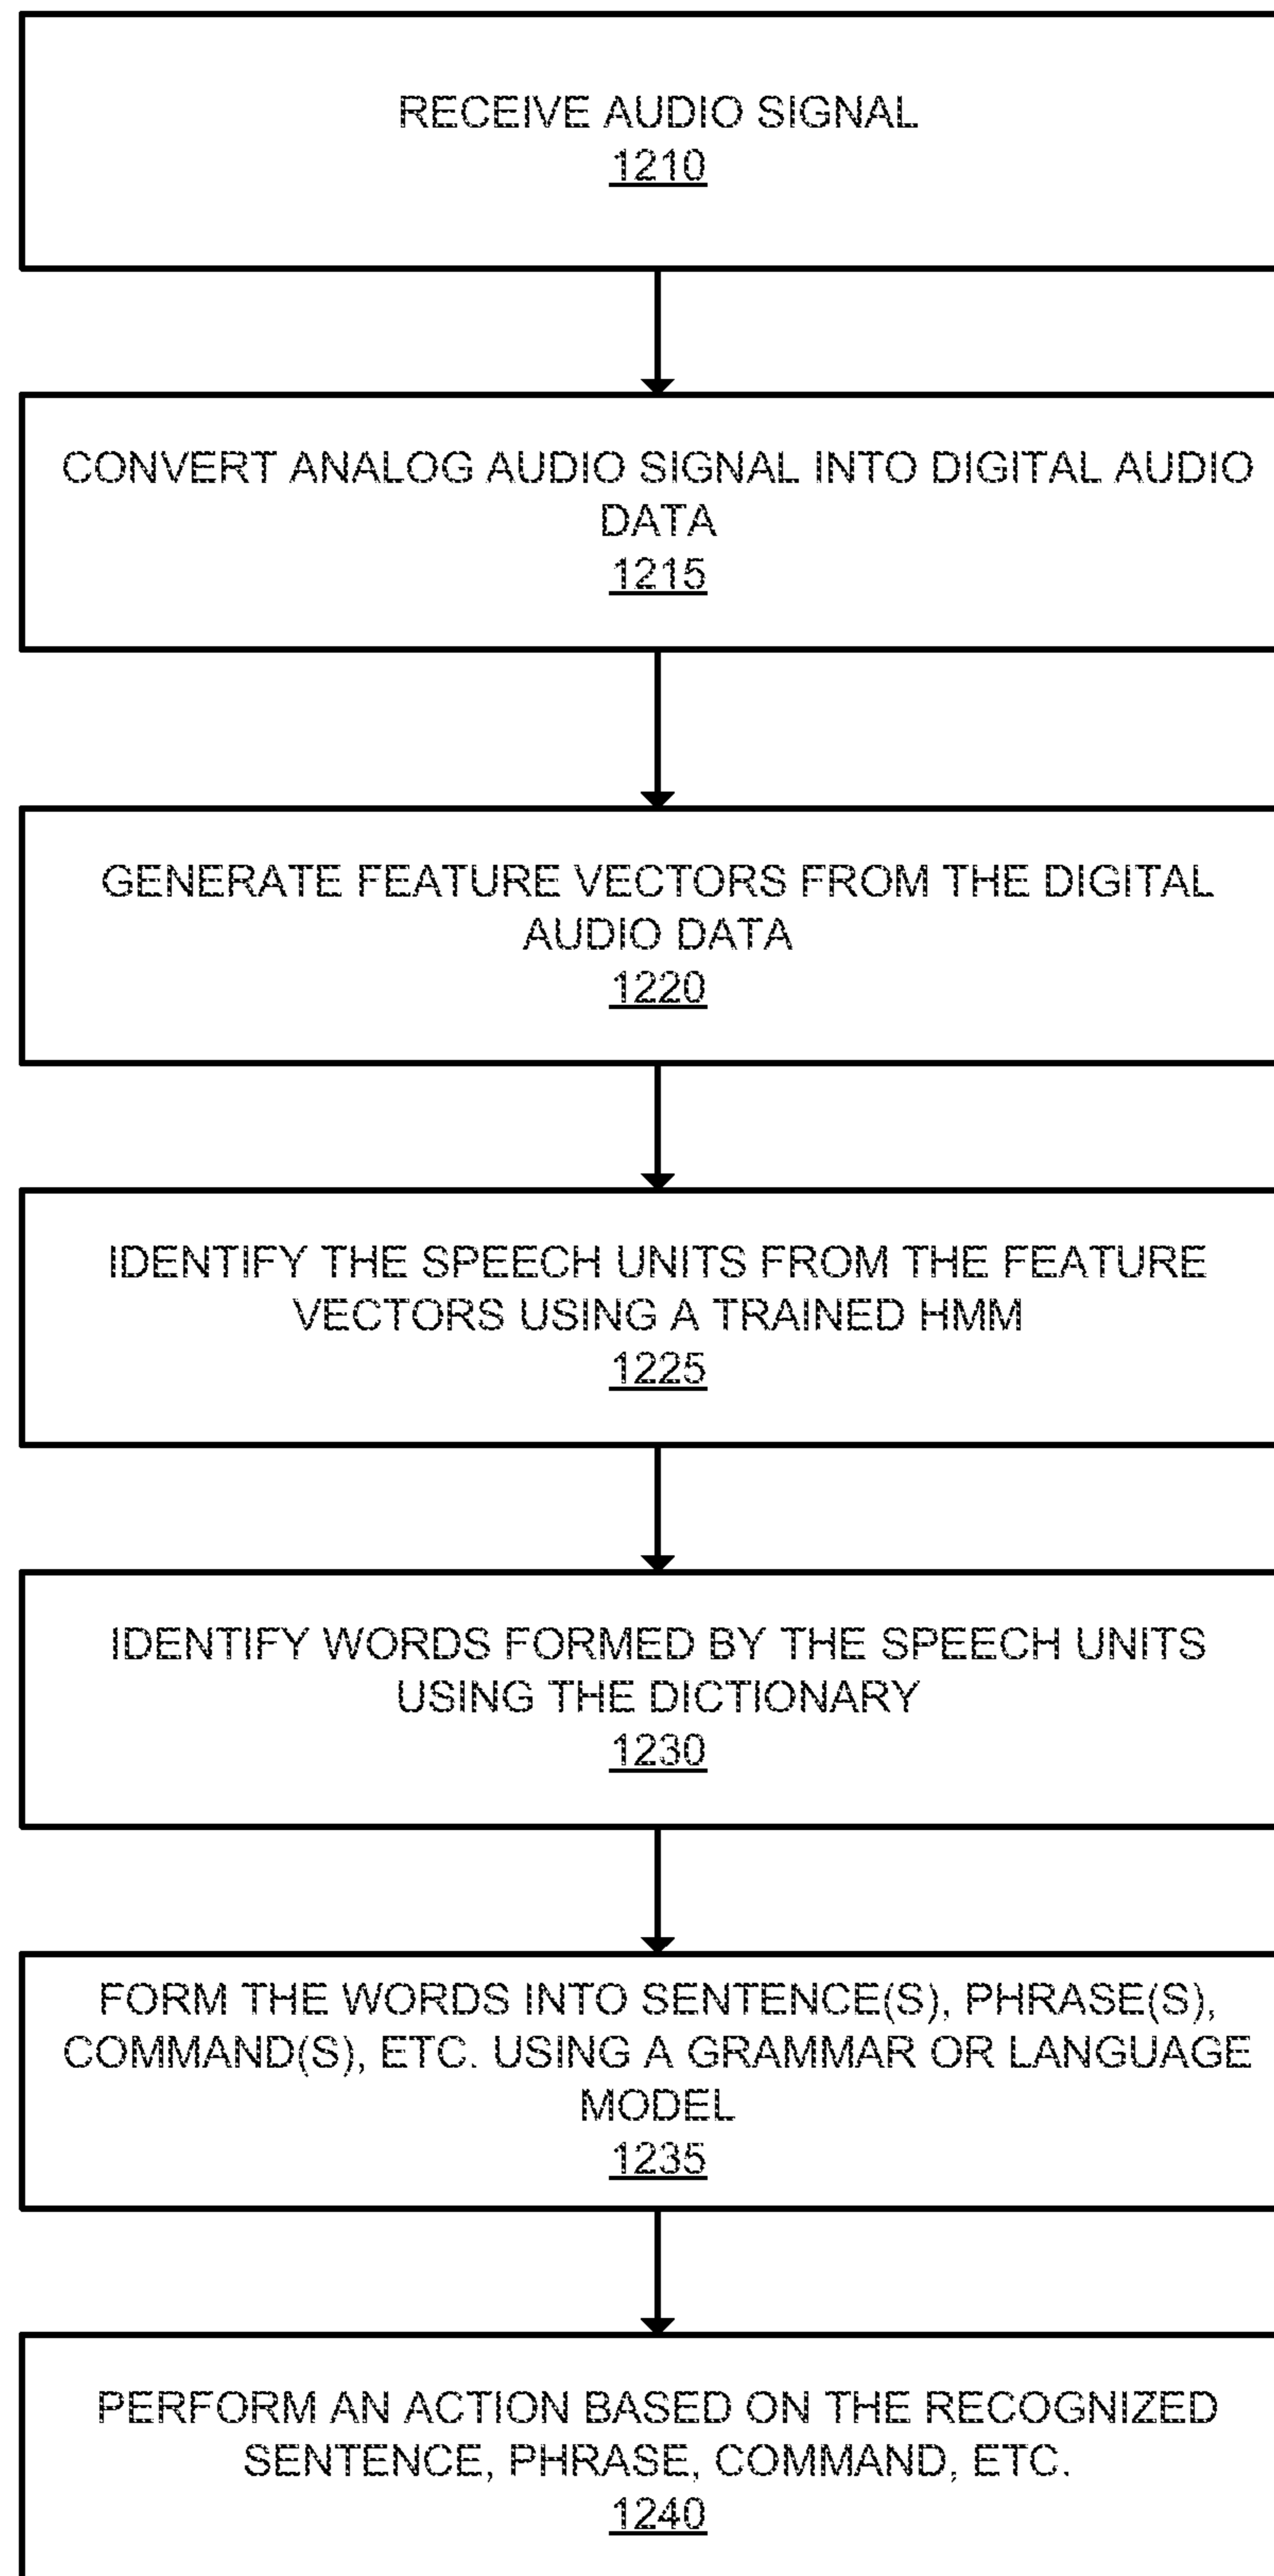 RECEIVE AUDIO SIGNAL
1210
CONVERT ANALOG AUDIO SIGNAL INTO DIGITAL AUDIO
DATA
1215
GENERATE FEATURE VECTORS FROM THE DIGITAL
AUDIO DATA
1220
IDENTIFY THE SPEECH UNITS FROM THE FEATURE
VECTORS USING A TRAINED HMM
1225
IDENTIFY WORDS FORMED BY THE SPEECH UNITS
USING THE DICTIONARY
1230
FORM THE WORDS INTO SENTENCE(S), PHRASE(S),
COMMAND(S), ETC. USING A GRAMMAR OR LANGUAGE
MODEL
1235
PERFORM AN ACTION BASED ON THE RECOGNIZED
SENTENCE, PHRASE, COMMAND, ETC.
1240